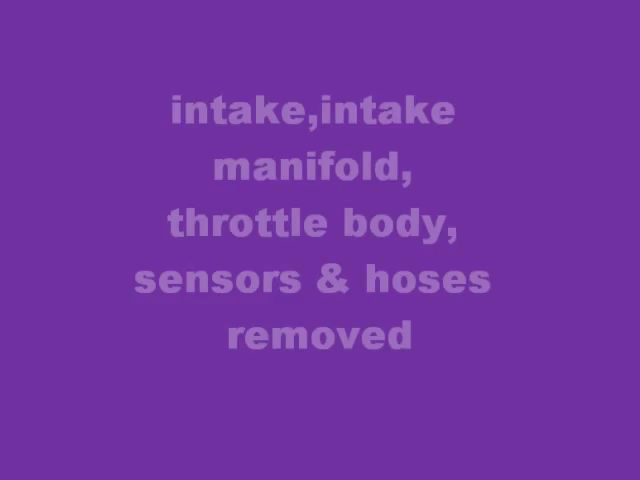 intake,intake
manifold,
throttle body,
sensors & hoses
removed